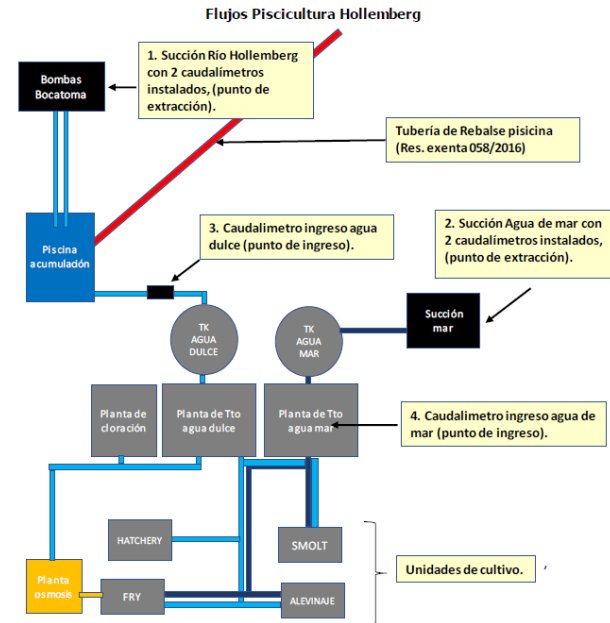 Flujos Piscicultura Hollemberg
Bombas
Bocatoma
1. Succión Río Hollemberg
con 2 caudalímetros
instalados, (punto de
extracción).
Tubería de Rebalse pisicina
(Res. exenta 058/2016)
3. Caudalimetro ingreso agua
dulce (punto de ingreso).
2. Succión Agua de mar con
2 caudalímetros instalados,
(punto de extracción).
Piscina
acumuladón
TK
AGUA
DULCE
TK
AGUA
MAR
Succión
mar
Planta de
cloración
Planta de Tto
agua dulce
Planta de Tto
agua mar
4. Caudalimetro ingreso agua de
mar (punto de ingreso).
HATCHERY
SMOLT
Unidades de cultivo.
Planta
osmosis
FRY
ALEVINAJE